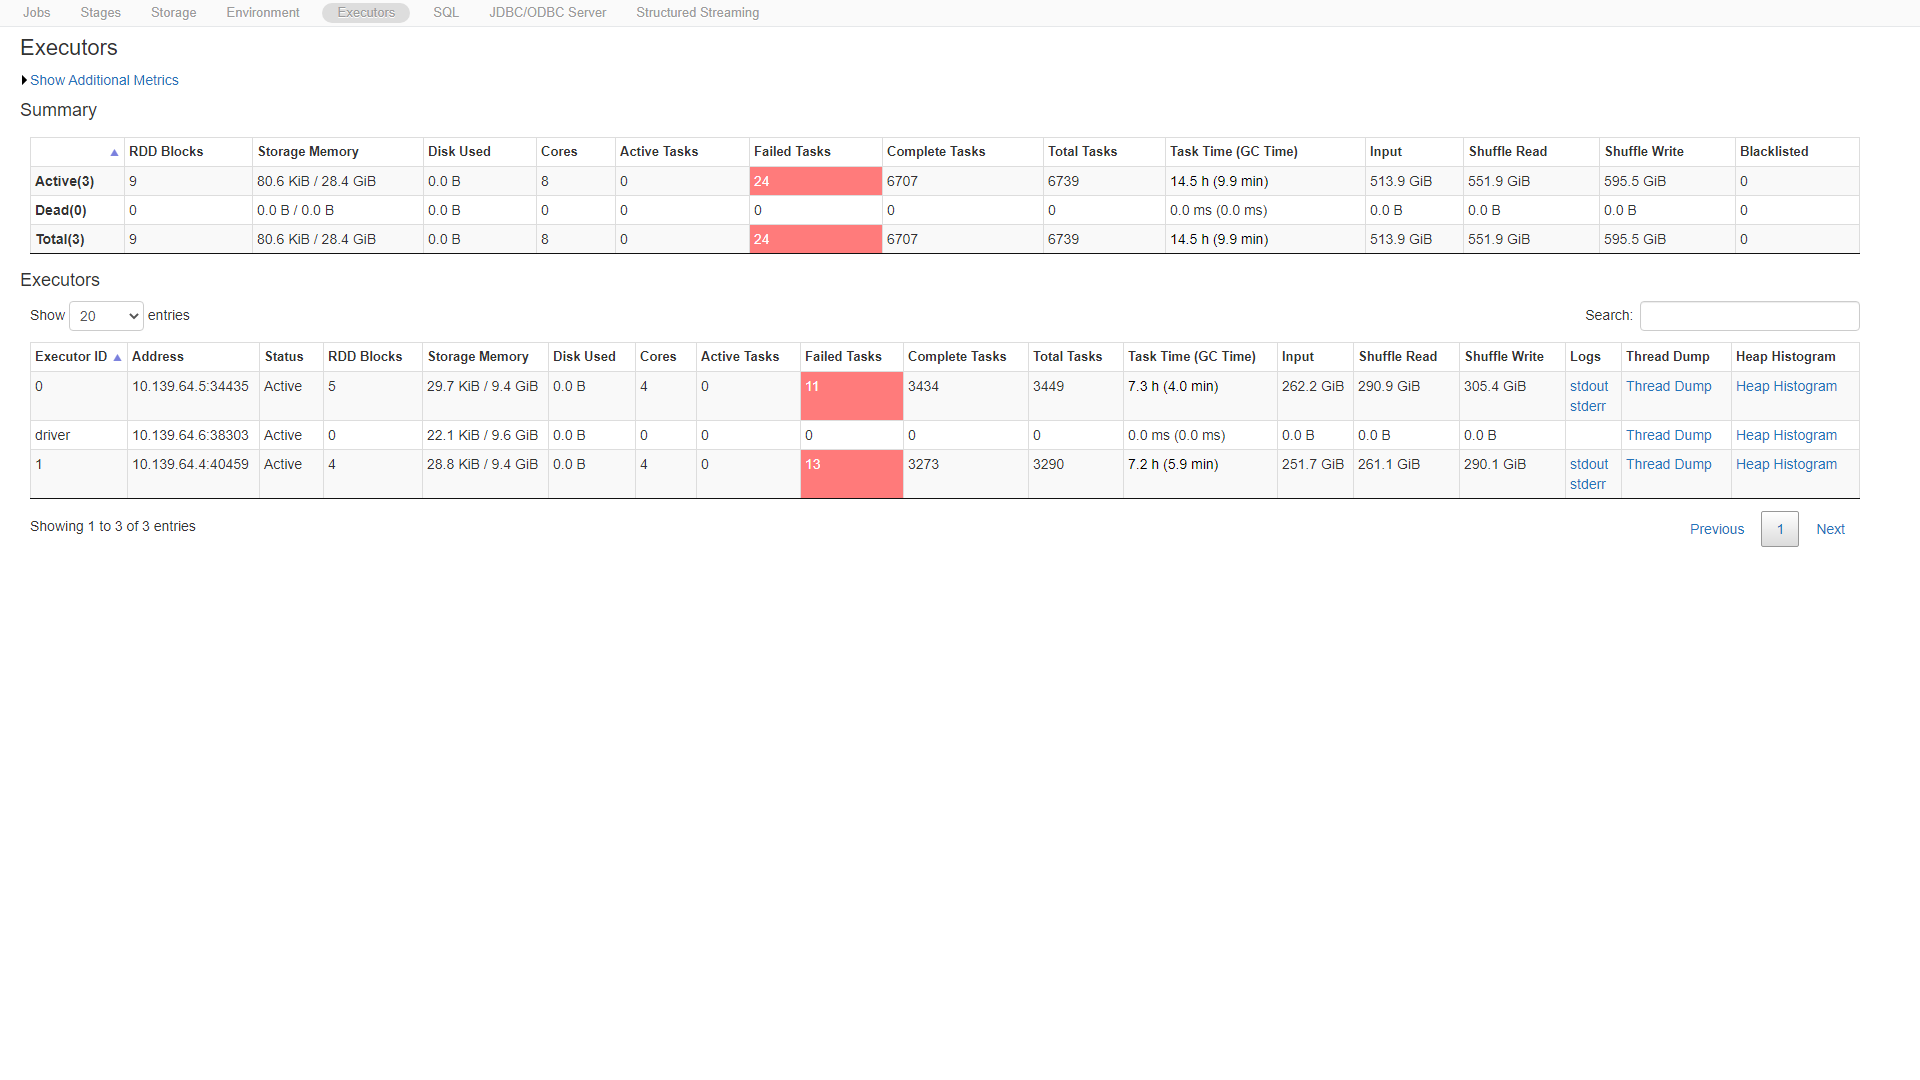 Jobs Stages Storage Environment Executors SQL JDBC/ODBC Server Structured Streaming
Executors
Show Additional Metrics
Summary
RDD Blocks Storage Memory Disk Used Cores Active Tasks Failed Tasks Complete Tasks Total Tasks Task Time (GC Time) Input Shuffle Read Shuffle Write Blacklisted
Active(3) 9 80.6 KiB / 28.4 GiB 0.0 B 8 0 24 6707 6739 14.5 h (9.9 min) 513.9 GiB 551.9 GiB 595.5 GiB 0
Dead(0) 0 0.0 B / 0.0 B 0.0 B 0 0 0 0 0 0.0 ms (0.0 ms) 0.0 B 0.0 B 0.0 B 0
Total(3) 9 80.6 KiB / 28.4 GiB 0.0 B 8 0 24 6707 6739 14.5 h (9.9 min) 513.9 GiB 551.9 GiB 595.5 GiB 0
Executors
Show 20 entries Search:
Executor ID Address Status RDD Blocks Storage Memory Disk Used Cores Active Tasks Failed Tasks Complete Tasks Total Tasks Task Time (GC Time) Input Shuffle Read Shuffle Write Logs Thread Dump Heap Histogram
0 10.139.64.5:34435 Active 5 29.7 KiB / 9.4 GiB 0.0 B 4 0 11 3434 3449 7.3 h (4.0 min) 262.2 GiB 290.9 GiB 305.4 GiB stdout Thread Dump Heap Histogram
stderr
driver 10.139.64.6:38303 Active 0 22.1 KiB / 9.6 GiB 0.0 B 0 0 0 0 0 0.0 ms (0.0 ms) 0.0 B 0.0 B 0.0 B Thread Dump Heap Histogram
1 10.139.64.4:40459 Active 4 28.8 KiB / 9.4 GiB 0.0 B 4 0 13 3273 3290 7.2 h (5.9 min) 251.7 GiB 261.1 GiB 290.1 GiB stdout Thread Dump Heap Histogram
stderr
Showing 1 to 3 of 3 entries Previous 1 Next